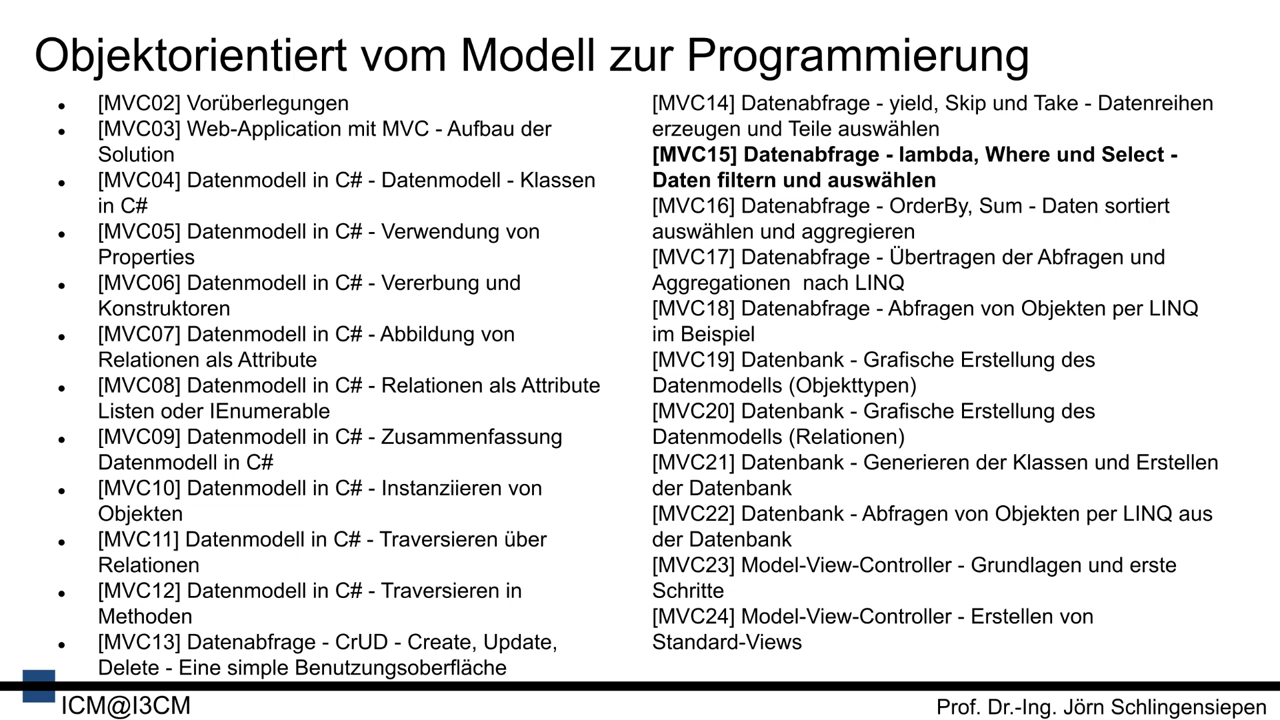 Objektorientiert vom Modell zur Programmierung
[MVC02] Vorüberlegungen
[MVC03] Web-Application mit MVC - Aufbau der
Solution
[MVC04] Datenmodell in C# - Datenmodell - Klassen
in C#
[MVC05] Datenmodell in C# - Verwendung von
Properties
[MVC06] Datenmodell in C# - Vererbung und
Konstruktoren
[MVC07] Datenmodell in C# - Abbildung von
Relationen als Attribute
[MVC08] Datenmodell in C# - Relationen als Attribute
Listen oder IEnumerable
[MVC09] Datenmodell in C# - Zusammenfassung
Datenmodell in C#
[MVC10] Datenmodell in C# - Instanziieren von
Objekten
[MVC11] Datenmodell in C# - Traversieren über
Relationen
[MVC12] Datenmodell in C# - Traversieren in
Methoden
[MVC13] Datenabfrage - CrUD - Create, Update,
Delete - Eine simple Benutzungsoberfläche
[MVC14] Datenabfrage - yield, Skip und Take - Datenreihen
erzeugen und Teile auswählen
[MVC15] Datenabfrage - lambda, Where und Select -
Daten filtern und auswählen
[MVC16] Datenabfrage - OrderBy, Sum - Daten sortiert
auswählen und aggregieren
[MVC17] Datenabfrage - Übertragen der Abfragen und
Aggregationen  nach LINQ
[MVC18] Datenabfrage - Abfragen von Objekten per LINQ
im Beispiel
[MVC19] Datenbank - Grafische Erstellung des
Datenmodells (Objekttypen)
[MVC20] Datenbank - Grafische Erstellung des
Datenmodells (Relationen)
[MVC21] Datenbank - Generieren der Klassen und Erstellen
der Datenbank
[MVC22] Datenbank - Abfragen von Objekten per LINQ aus
der Datenbank
[MVC23] Model-View-Controller - Grundlagen und erste
Schritte
[MVC24] Model-View-Controller - Erstellen von
Standard-Views
ICM@I3CM
Prof. Dr.-Ing. Jörn Schlingensiepen